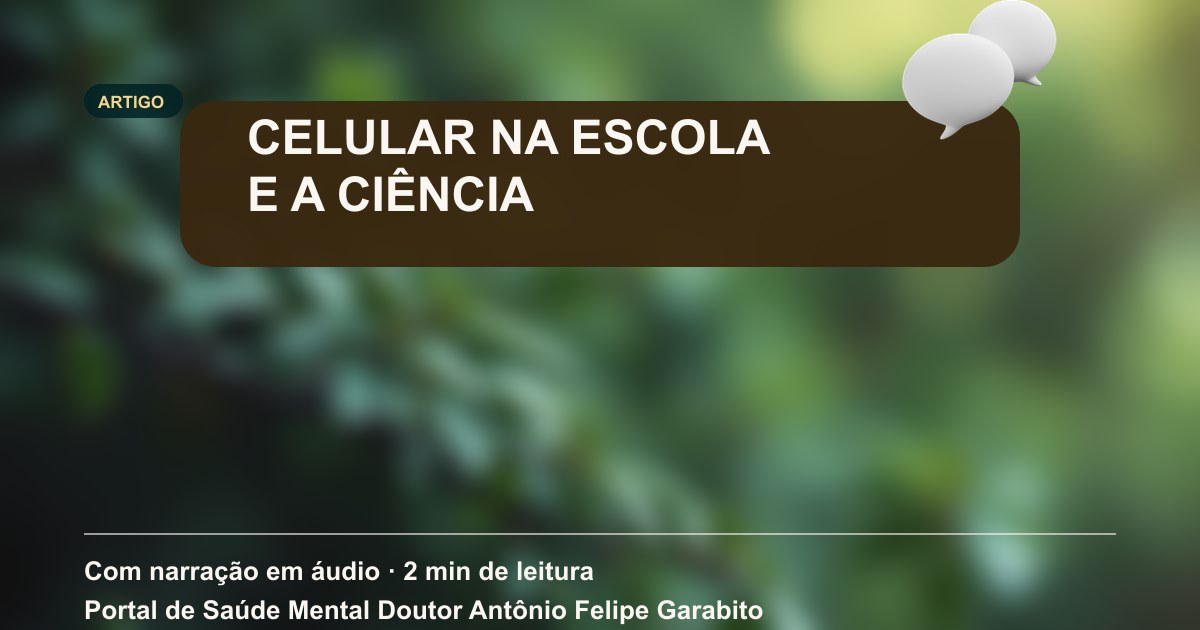 ARTIGO
CELULAR NA ESCOLA
E A CIÊNCIA
Com narração em áudio · 2 min de leitura
Portal de Saúde Mental Doutor Antônio Felipe Garabito